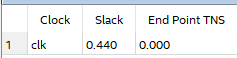 Clock Slack End Point TNS
1 clk 0.440 0.000